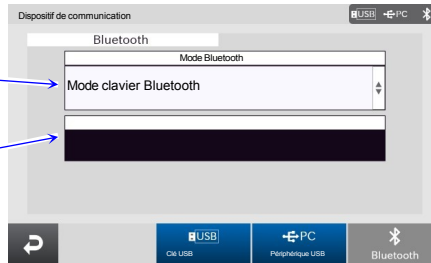 Dispositif de communication
USB PC
Bluetooth
Mode Bluetooth
Mode clavier Bluetooth
USB PC
Clé USB Périphérique USB Bluetooth